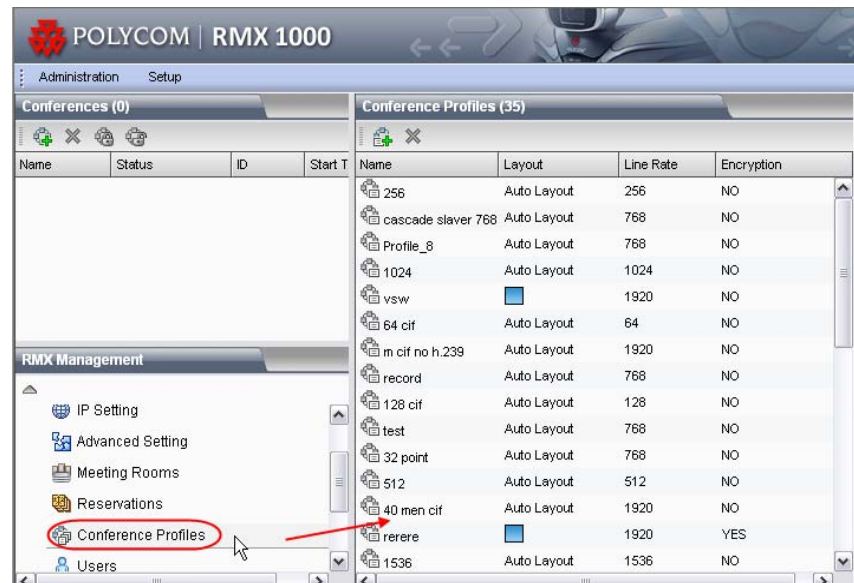 POLYCOM | RMX 1000
Administration Setup
Conferences (0)
Name Status ID Start T
RMX Management
IP Setting
Advanced Setting
Meeting Rooms
Reservations
Conference Profiles
Users
Conference Profiles (35)
Name Layout Line Rate Encryption
256 Auto Layout 256 NO
cascade slaver 768 Auto Layout 768 NO
Profile_8 Auto Layout 768 NO
1024 Auto Layout 1024 NO
vsw 1920 NO
64 cif Auto Layout 64 NO
m cif no h.239 Auto Layout 1920 NO
record Auto Layout 768 NO
128 cif Auto Layout 128 NO
test Auto Layout 768 NO
32 point Auto Layout 768 NO
512 Auto Layout 512 NO
40 men cif Auto Layout 1920 NO
rerere 1920 YES
1536 Auto Layout 1536 NO